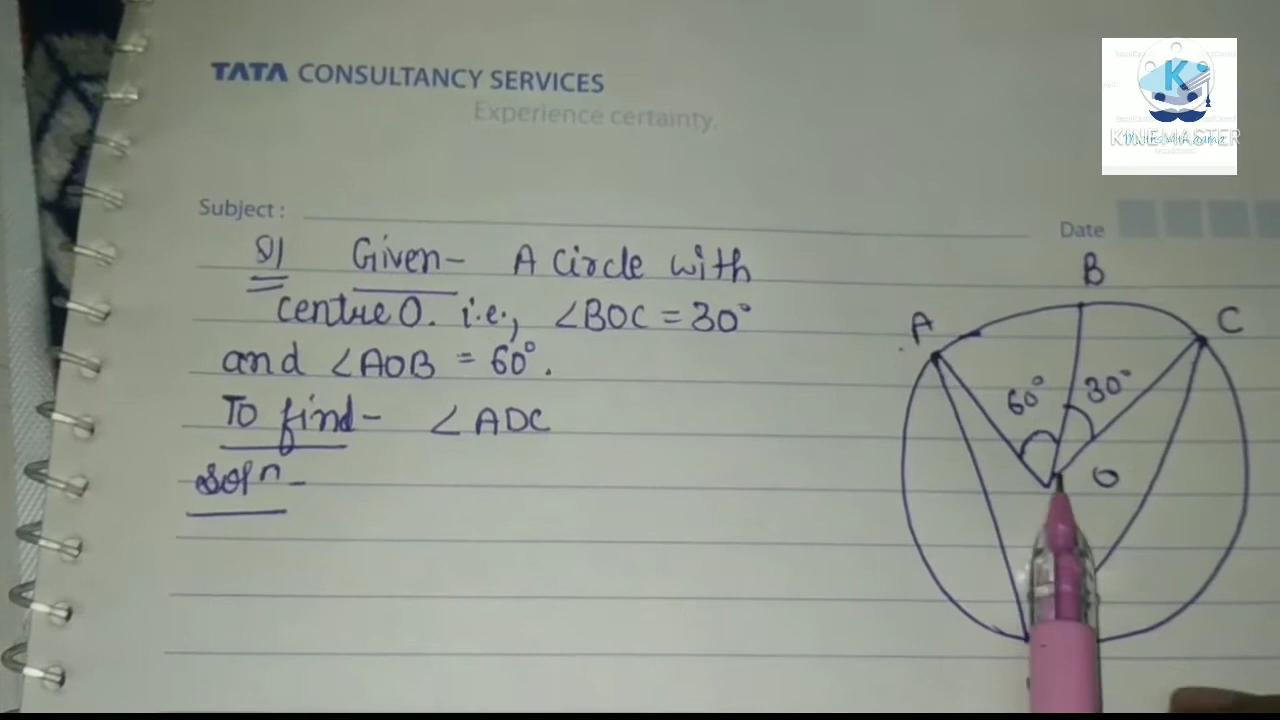 TATA CONSULTANCY SERVICES
Experience certainty.
KINEMASTER
Subject :
Date
Q1 Given- A Circle with
centre O. i.e., ∠BOC = 30°
and ∠AOB = 60°.
To find- ∠ADC
Soln-
B
A
C
60°
30°
O